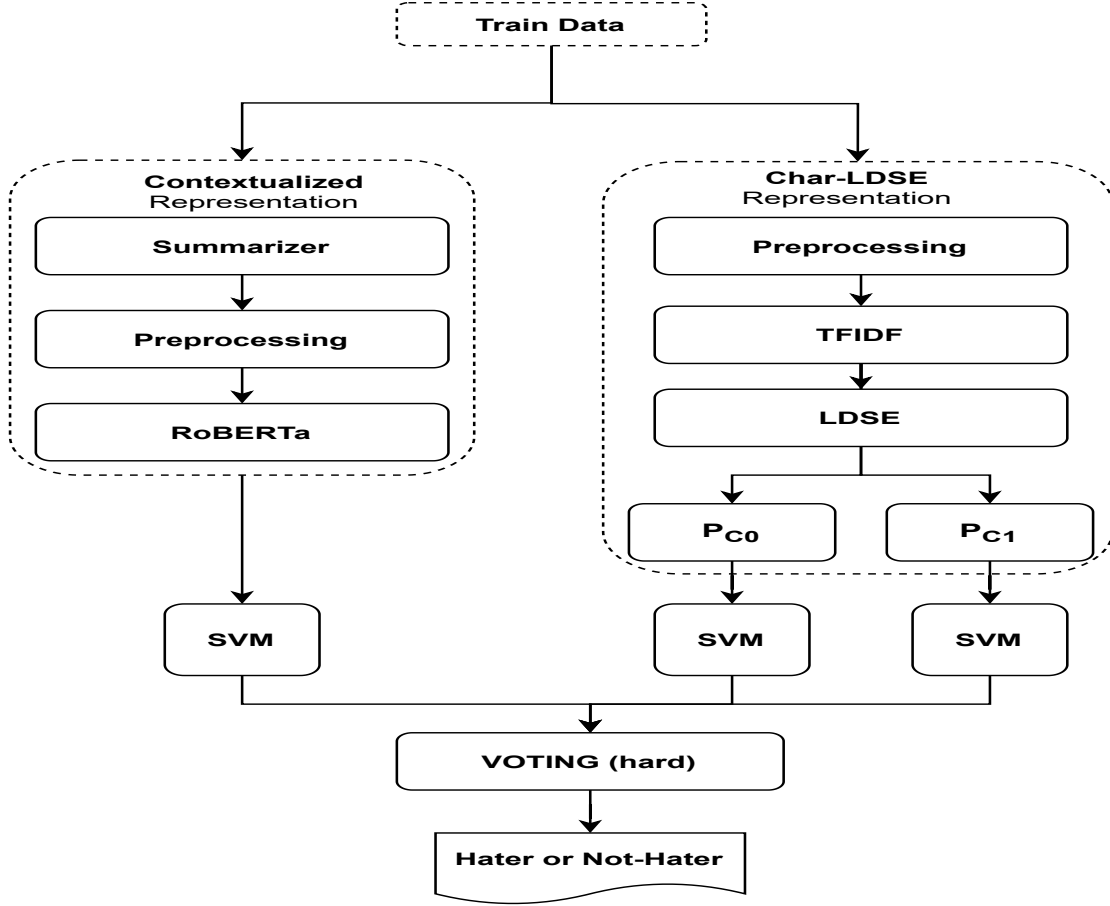 Train Data
Contextualized
Representation
Summarizer
Preprocessing
RoBERTa
SVM
Char-LDSE
Representation
Preprocessing
TFIDF
LDSE
PC0
PC1
SVM
SVM
VOTING (hard)
Hater or Not-Hater